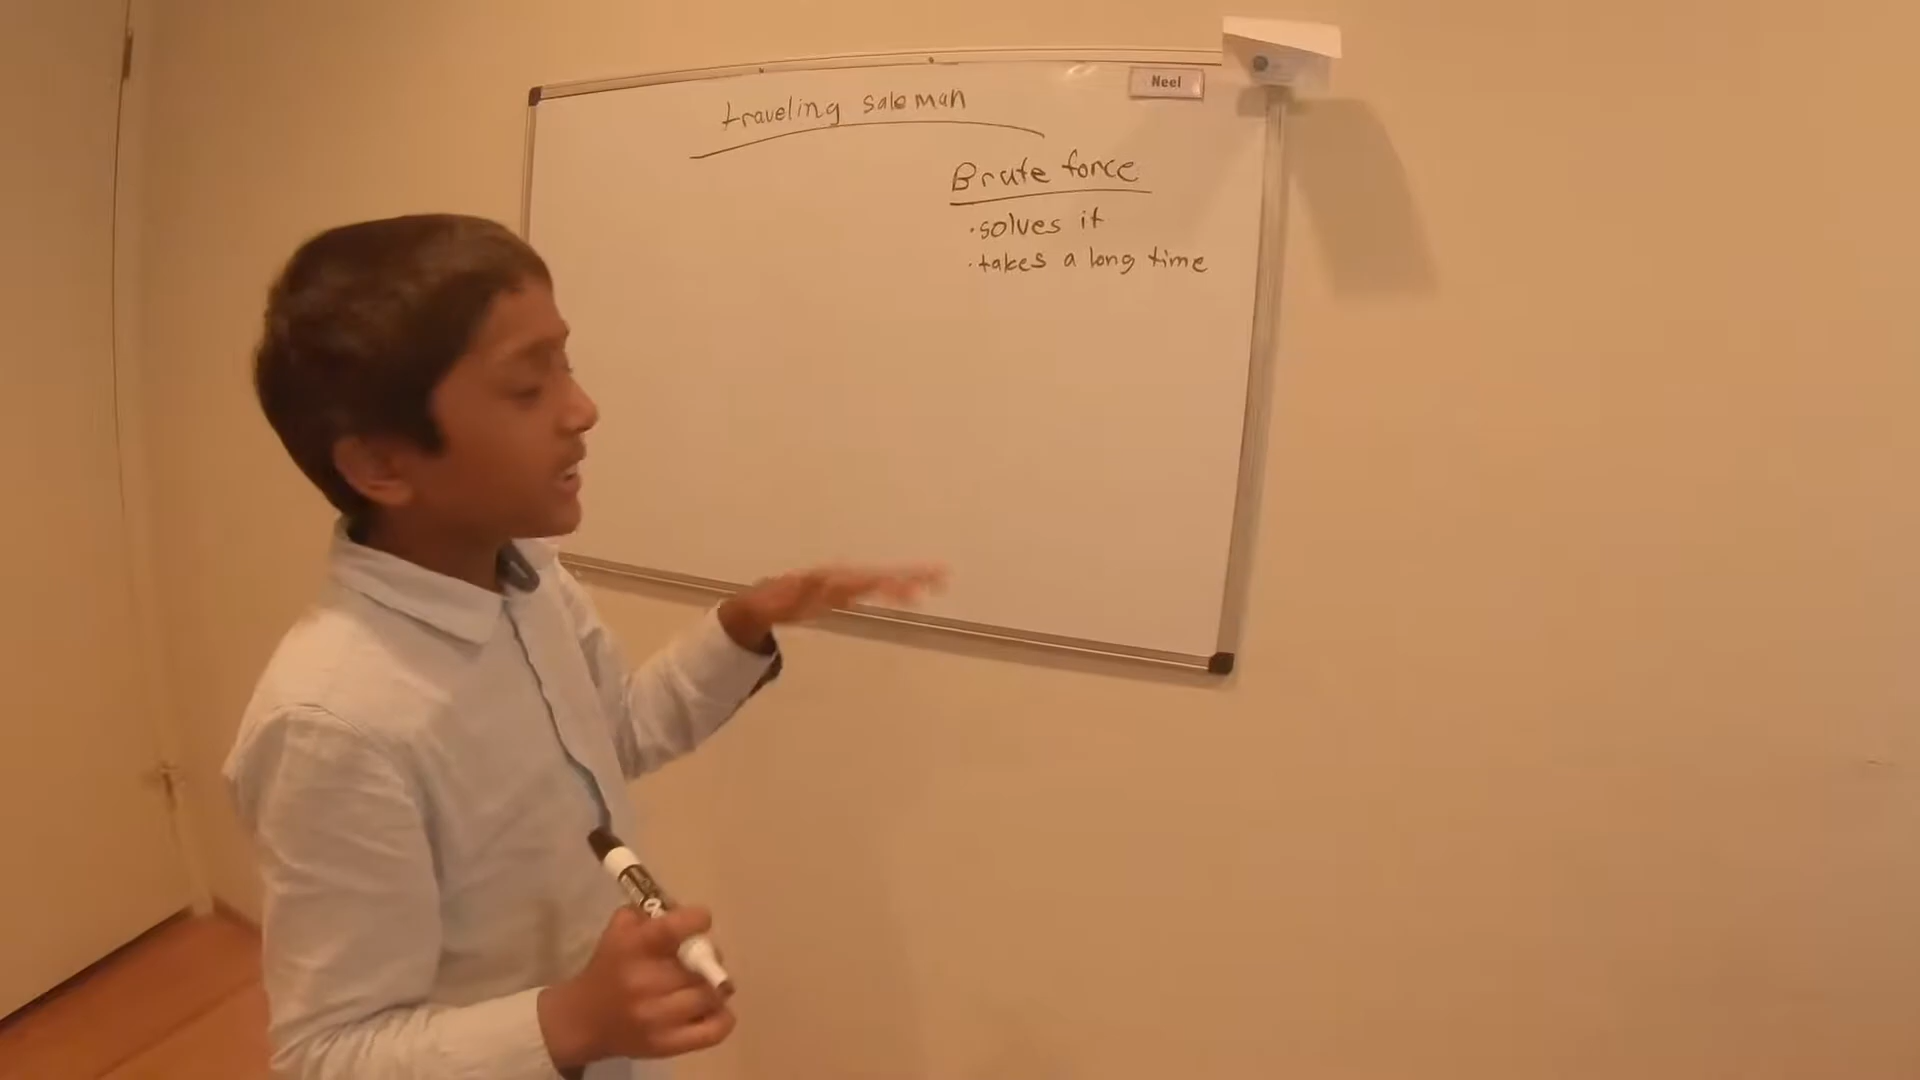 traveling saleman
Neel
Brute force
·solves it
·takes a long time